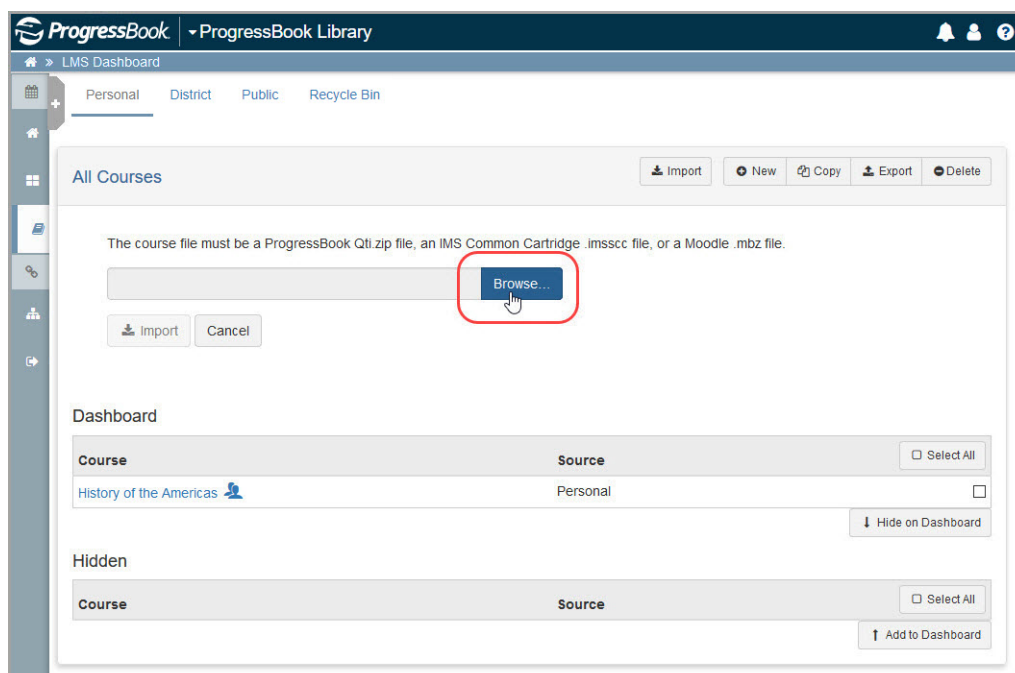 ProgressBook ProgressBook Library
» LMS Dashboard
Personal District Public Recycle Bin
All Courses Import New Copy Export Delete
The course file must be a ProgressBook Qti.zip file, an IMS Common Cartridge .imsscc file, or a Moodle .mbz file.
Browse...
Import Cancel
Dashboard
Course Source Select All
History of the Americas Personal
Hide on Dashboard
Hidden
Course Source Select All
Add to Dashboard